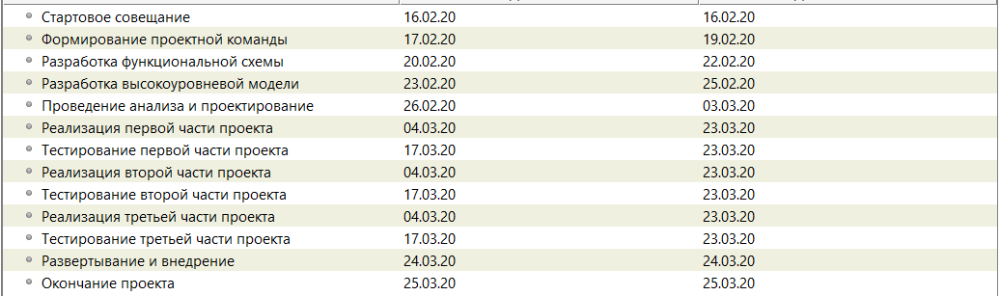 Стартовое совещание 16.02.20 16.02.20
Формирование проектной команды 17.02.20 19.02.20
Разработка функциональной схемы 20.02.20 22.02.20
Разработка высокоуровневой модели 23.02.20 25.02.20
Проведение анализа и проектирование 26.02.20 03.03.20
Реализация первой части проекта 04.03.20 23.03.20
Тестирование первой части проекта 17.03.20 23.03.20
Реализация второй части проекта 04.03.20 23.03.20
Тестирование второй части проекта 17.03.20 23.03.20
Реализация третьей части проекта 04.03.20 23.03.20
Тестирование третьей части проекта 17.03.20 23.03.20
Развертывание и внедрение 24.03.20 24.03.20
Окончание проекта 25.03.20 25.03.20